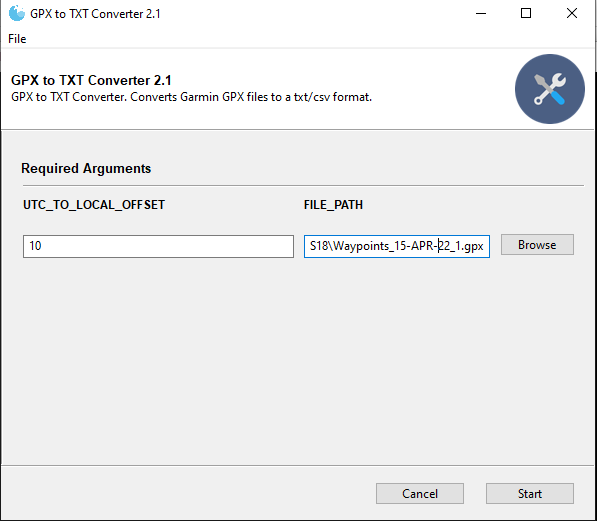 GPX to TXT Converter 2.1
File
GPX to TXT Converter 2.1
GPX to TXT Converter. Converts Garmin GPX files to a txt/csv format.
Required Arguments
UTC_TO_LOCAL_OFFSET FILE_PATH
10 S18\Waypoints_15-APR-22_1.gpx Browse
Cancel Start